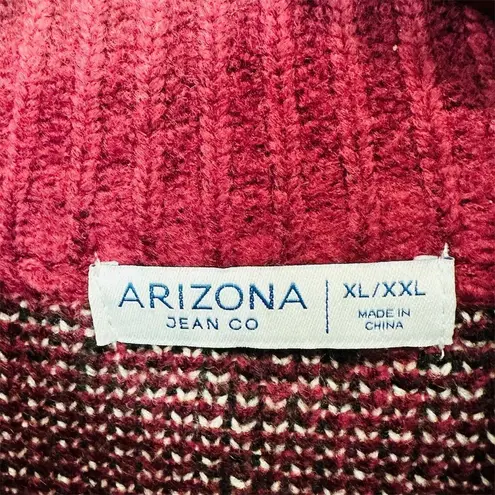 ARIZONA
JEAN CO
XL/XXL
MADE IN
CHINA